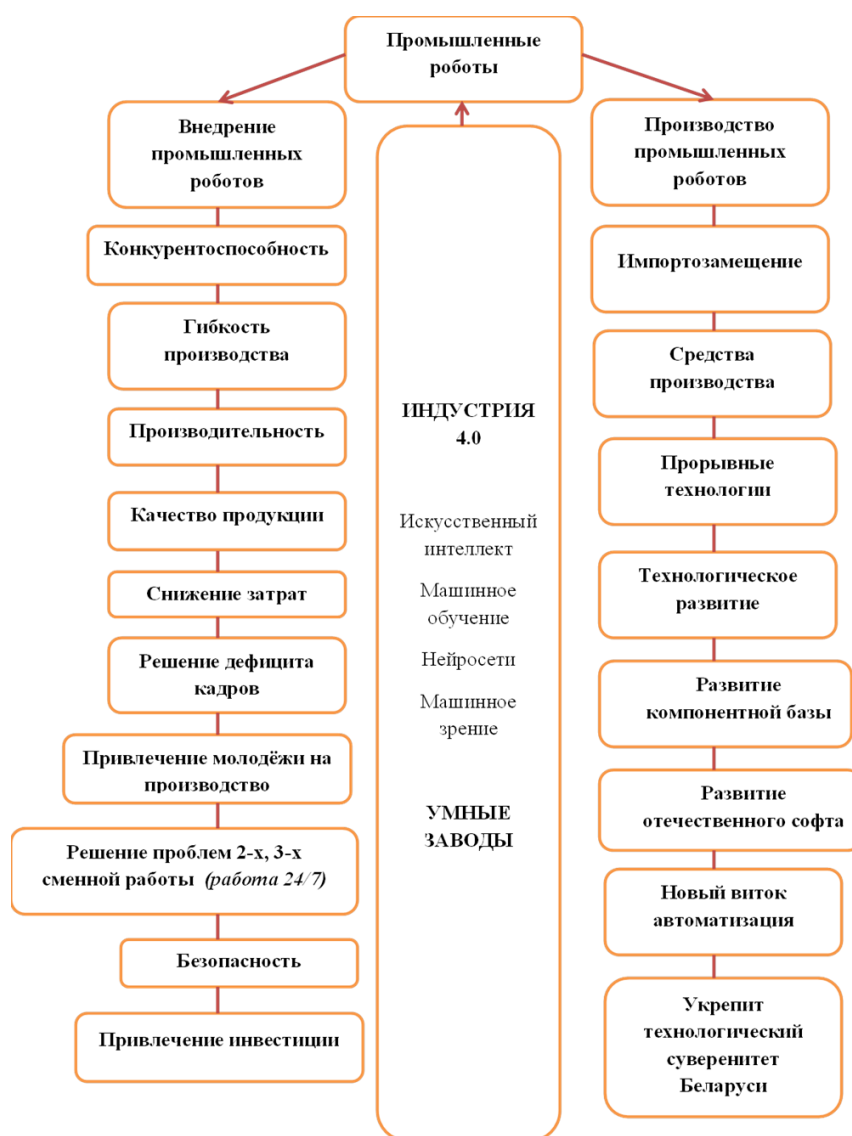 Промышленные
роботы
Внедрение
промышленных
роботов
Конкурентоспособность
Гибкость
производства
Производительность
Качество продукции
Снижение затрат
Решение дефицита
кадров
Привлечение молодёжи на
производство
Решение проблем 2-х, 3-х
сменной работы (работа 24/7)
Безопасность
Привлечение инвестиции
ИНДУСТРИЯ
4.0
Искусственный
интеллект
Машинное
обучение
Нейросети
Машинное
зрение
УМНЫЕ
ЗАВОДЫ
Производство
промышленных
роботов
Импортозамещение
Средства
производства
Прорывные
технологии
Технологическое
развитие
Развитие
компонентной базы
Развитие
отечественного софта
Новый виток
автоматизация
Укрепит
технологический
суверенитет
Беларуси